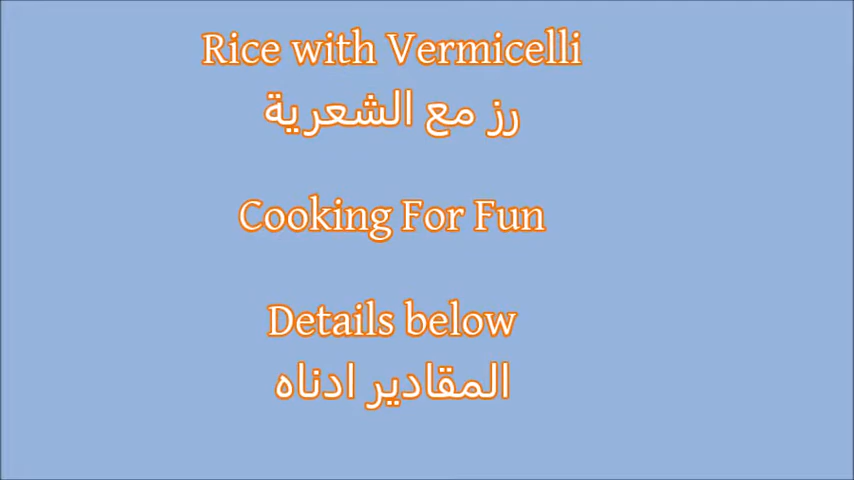 Rice with Vermicelli
رز مع الشعرية
Cooking For Fun
Details below
المقادير ادناه